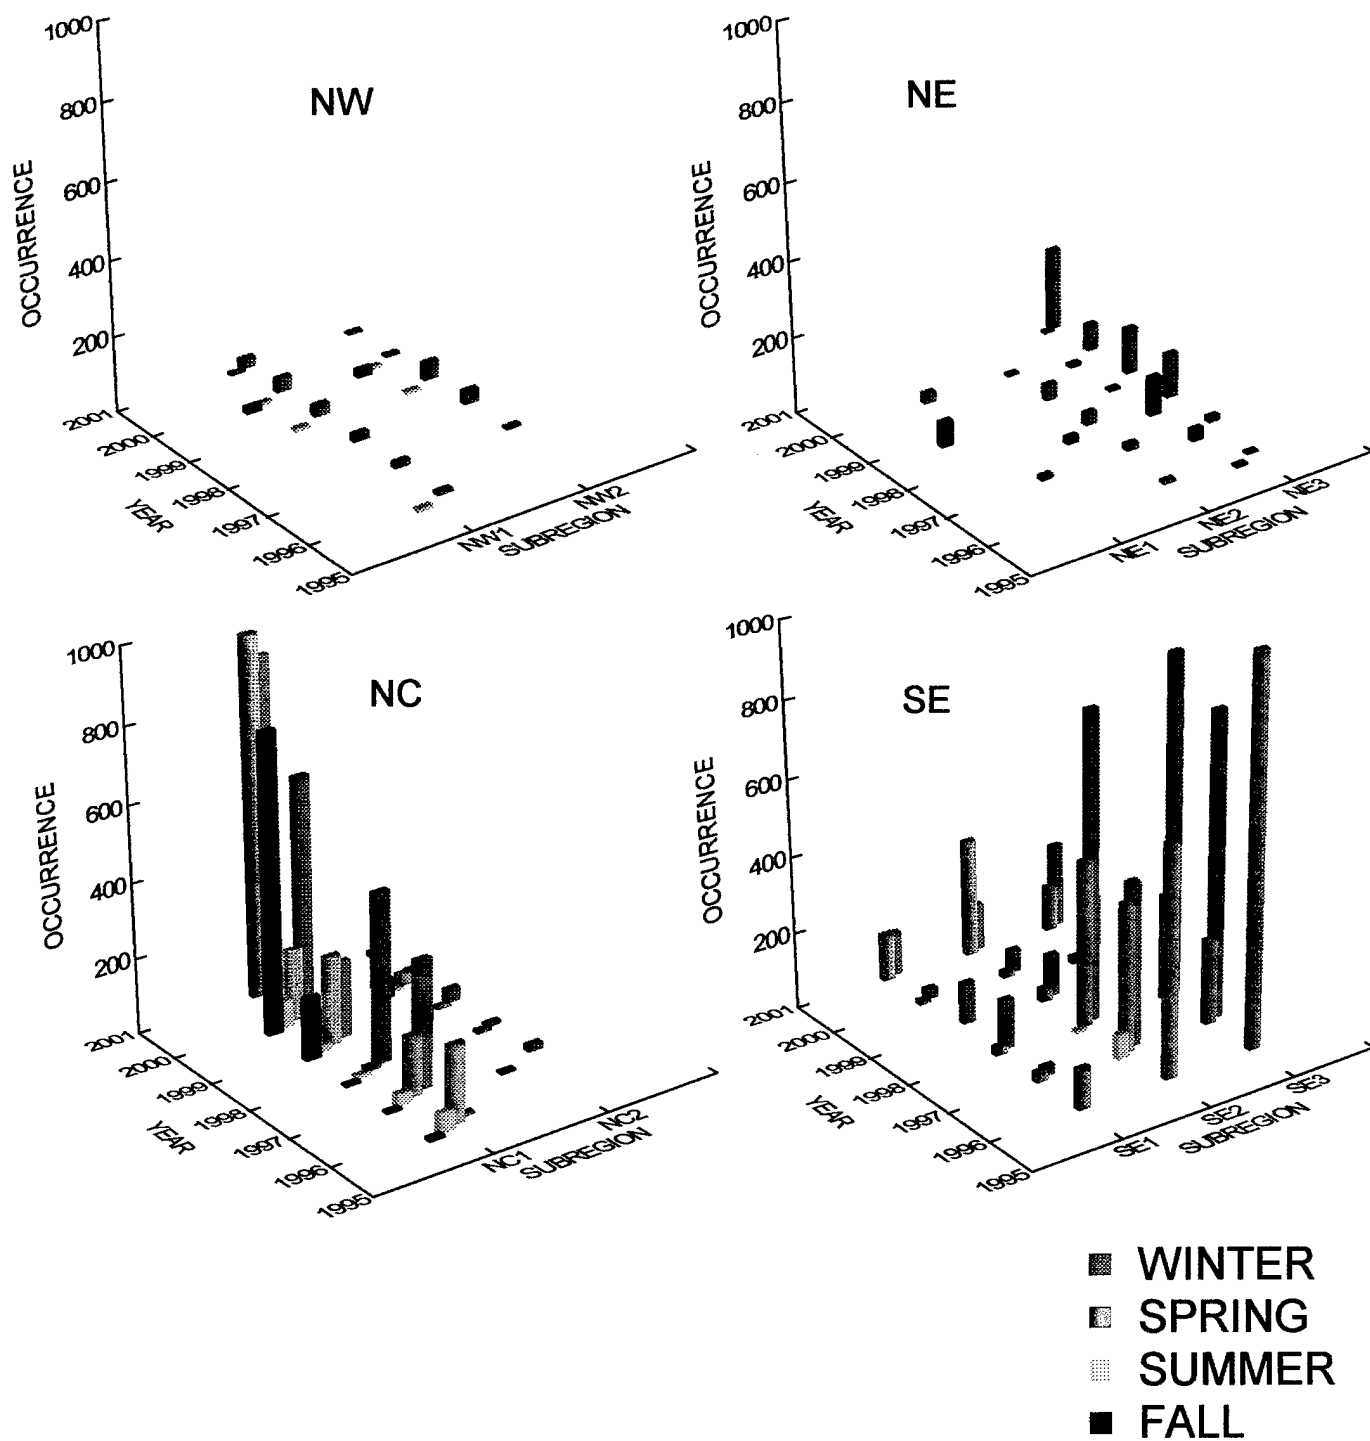 NW
OCCURRENCE
1000
800
600
400
200
2001
2000
1999
1998
1997
1996
1995
YEAR
NW1
NW2
SUBREGION
NE
OCCURRENCE
1000
800
600
400
200
2001
2000
1999
1998
1997
1996
1995
YEAR
NE1
NE2
NE3
SUBREGION
NC
OCCURRENCE
1000
800
600
400
200
2001
2000
1999
1998
1997
1996
1995
YEAR
NC1
NC2
SUBREGION
SE
OCCURRENCE
1000
800
600
400
200
2001
2000
1999
1998
1997
1996
1995
YEAR
SE1
SE2
SE3
SUBREGION
WINTER
SPRING
SUMMER
FALL